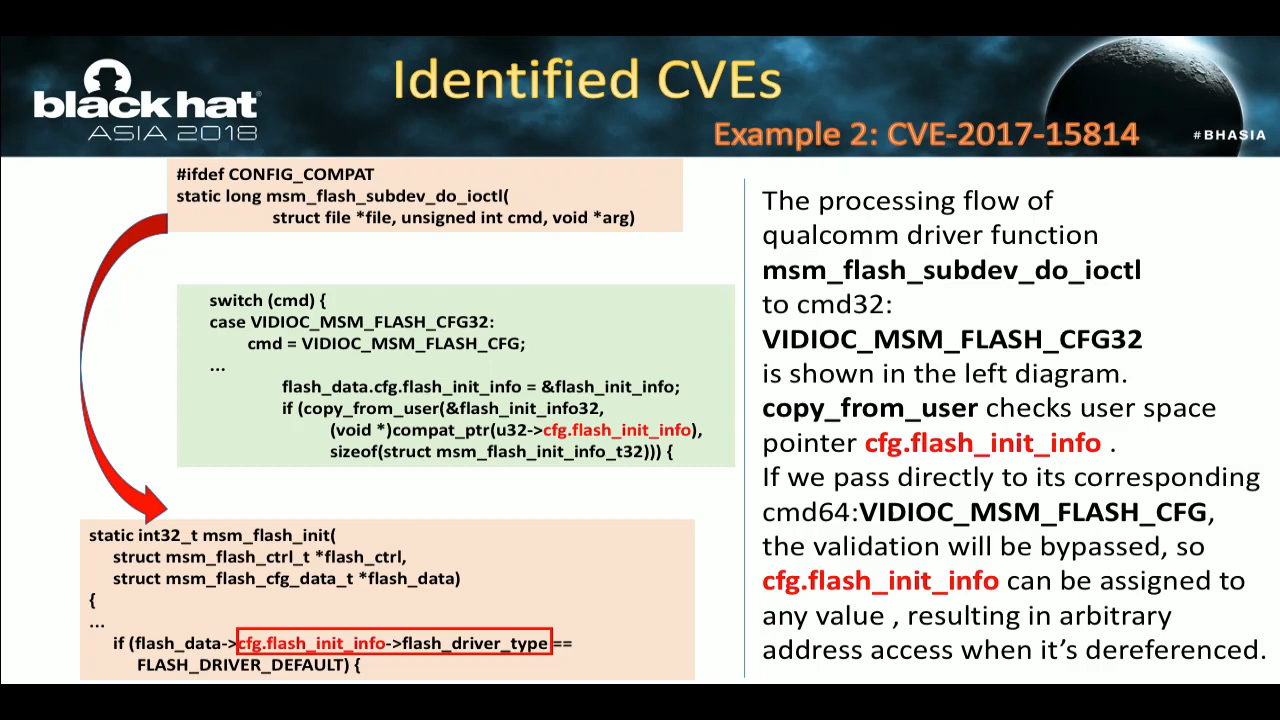 black hat
ASIA 2018
Identified CVEs
Example 2: CVE-2017-15814
#BHASIA
#ifdef CONFIG_COMPAT
static long msm_flash_subdev_do_ioctl(
struct file *file, unsigned int cmd, void *arg)
switch (cmd) {
case VIDIOC_MSM_FLASH_CFG32:
cmd = VIDIOC_MSM_FLASH_CFG;
...
flash_data.cfg.flash_init_info = &flash_init_info;
if (copy_from_user(&flash_init_info32,
(void *)compat_ptr(u32->cfg.flash_init_info),
sizeof(struct msm_flash_init_info_t32))) {
static int32_t msm_flash_init(
struct msm_flash_ctrl_t *flash_ctrl,
struct msm_flash_cfg_data_t *flash_data)
{
...
if (flash_data->cfg.flash_init_info->flash_driver_type ==
FLASH_DRIVER_DEFAULT) {
The processing flow of
qualcomm driver function
msm_flash_subdev_do_ioctl
to cmd32:
VIDIOC_MSM_FLASH_CFG32
is shown in the left diagram.
copy_from_user checks user space
pointer cfg.flash_init_info .
If we pass directly to its corresponding
cmd64:VIDIOC_MSM_FLASH_CFG,
the validation will be bypassed, so
cfg.flash_init_info can be assigned to
any value , resulting in arbitrary
address access when it’s dereferenced.